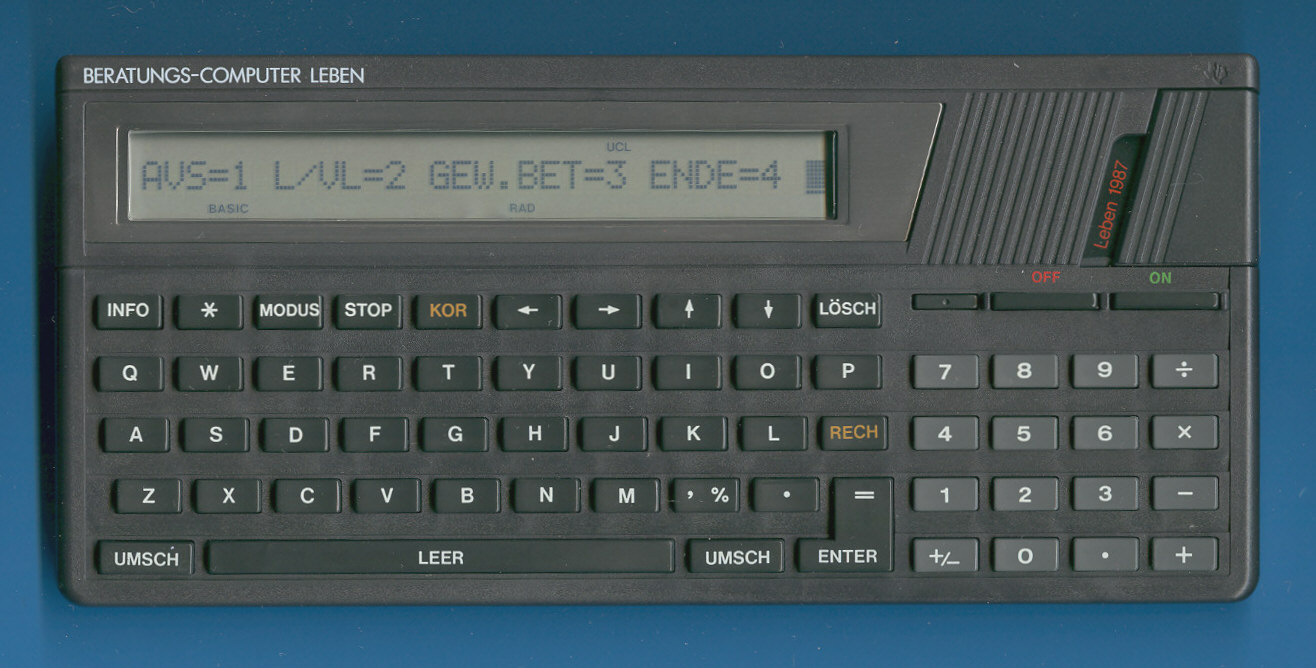 BERATUNGS-COMPUTER LEBEN
UCL
AVS=1 L/VL=2 GEW.BET=3 ENDE=4
BASIC RAD
Leben 1987
OFF ON
INFO * MODUS STOP KOR ← → ↑ ↓ LÖSCH
Q W E R T Y U I O P 7 8 9 ÷
A S D F G H J K L RECH 4 5 6 ×
Z X C V B N M , % . = 1 2 3 −
UMSCH LEER UMSCH ENTER +/− 0 . +